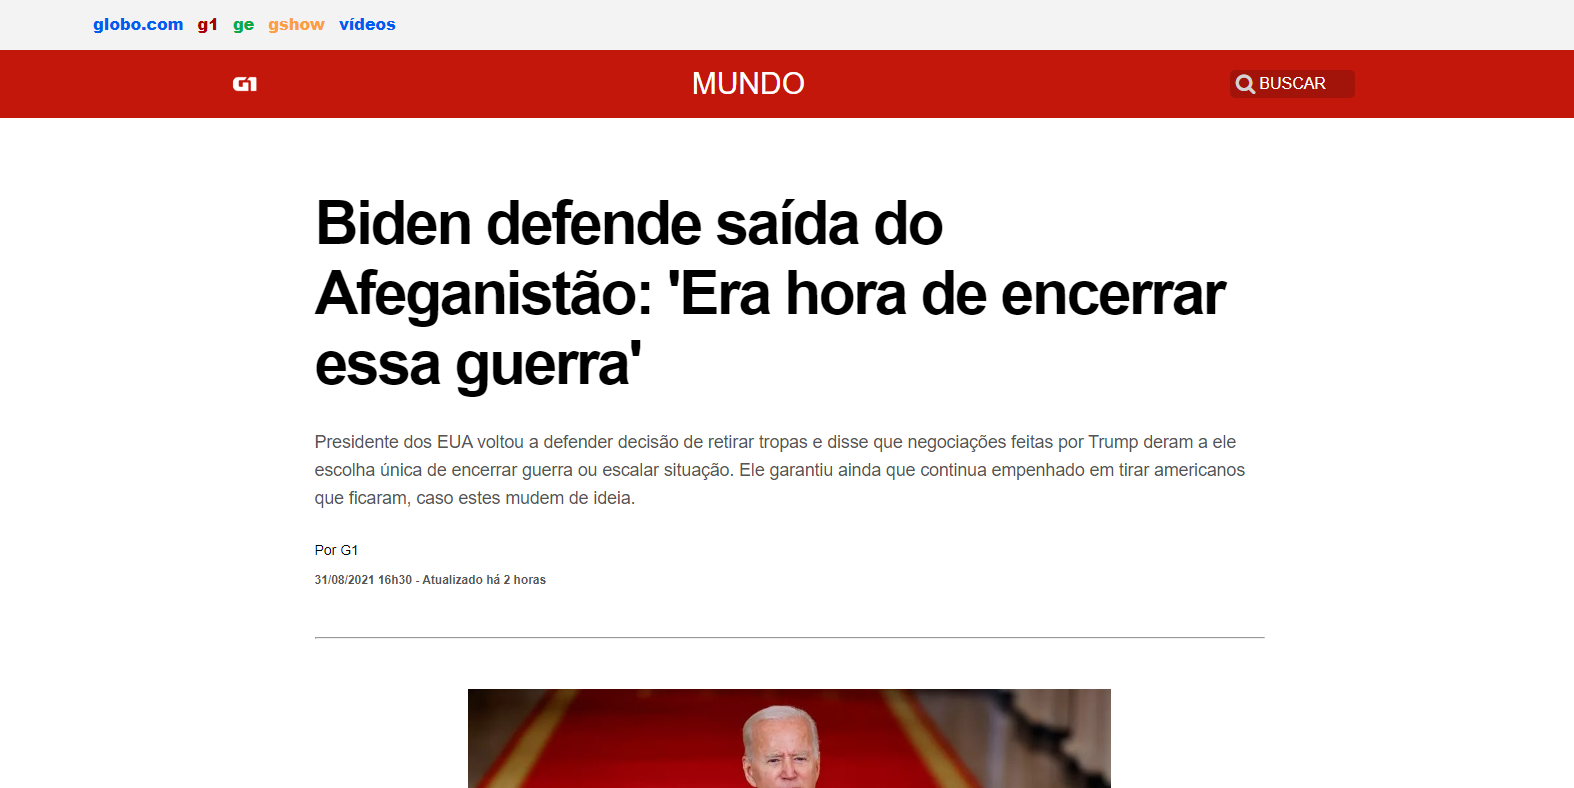 globo.com g1 ge gshow vídeos
G1 MUNDO BUSCAR
Biden defende saída do
Afeganistão: 'Era hora de encerrar
essa guerra'
Presidente dos EUA voltou a defender decisão de retirar tropas e disse que negociações feitas por Trump deram a ele
escolha única de encerrar guerra ou escalar situação. Ele garantiu ainda que continua empenhado em tirar americanos
que ficaram, caso estes mudem de ideia.
Por G1
31/08/2021 16h30 - Atualizado há 2 horas